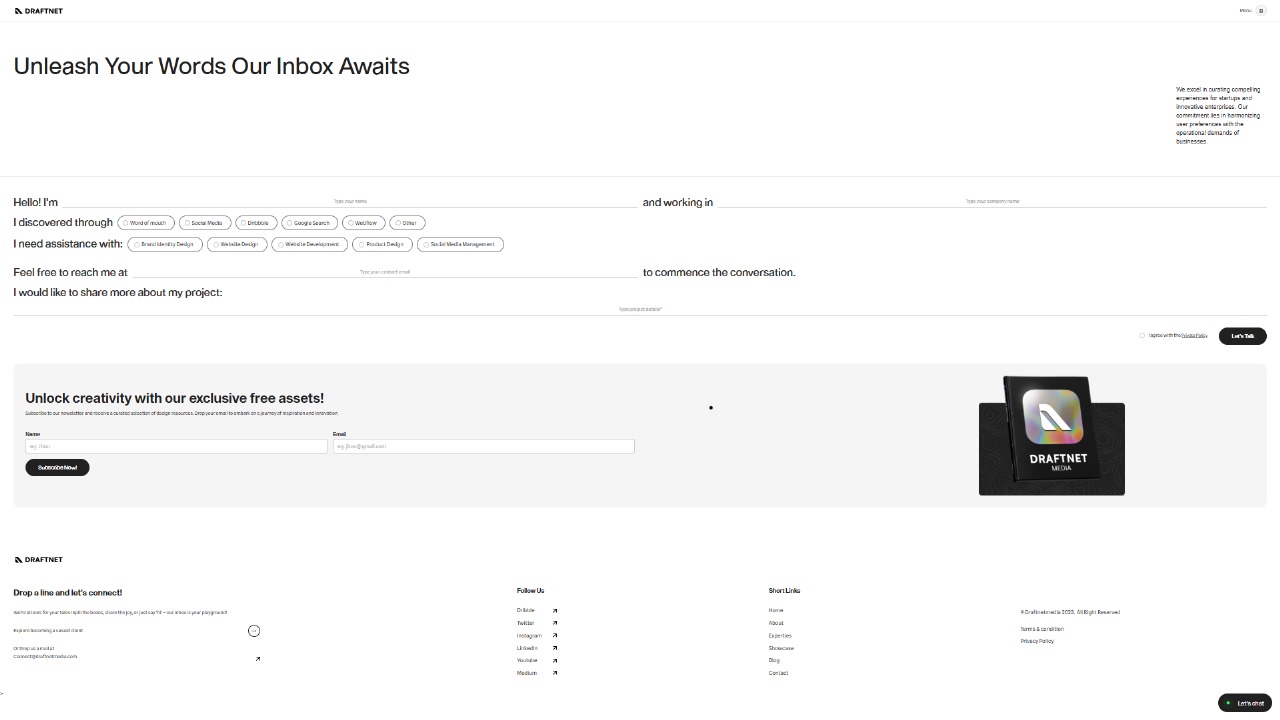 DRAFTNET
Menu
Unleash Your Words Our Inbox Awaits
We excel in curating compelling
experiences for startups and
innovative enterprises. Our
commitment lies in harmonizing
user preferences with the
operational demands of
businesses.
Hello! I'm Type your name and working in Type your company name
I discovered through Word of mouth Social Media Dribbble Google Search Webflow Other
I need assistance with: Brand Identity Design Website Design Website Development Product Design Social Media Management
Feel free to reach me at Type your contact email to commence the conversation.
I would like to share more about my project:
Type project details*
I agree with the Privacy Policy Let's Talk
Unlock creativity with our exclusive free assets!
Subscribe to our newsletter and receive a curated selection of design resources. Drop your email to embark on a journey of inspiration and innovation.
Name Email
Subscribe Now!
DRAFTNET
MEDIA
DRAFTNET
Drop a line and let's connect!
We're all ears for your tales! Spill the beans, share the joy, or just say 'hi' – our inbox is your playground!
Explore becoming a valued client
Or Drop us a mail at
Connect@draftnetmedia.com
Follow Us
Dribble
Twitter
Instagram
LinkedIn
Youtube
Medium
Short Links
Home
About
Experties
Showcase
Blog
Contact
© Draftnetmedia 2023, All Right Reserved
Terms & condition
Privacy Policy
>
Let's chat